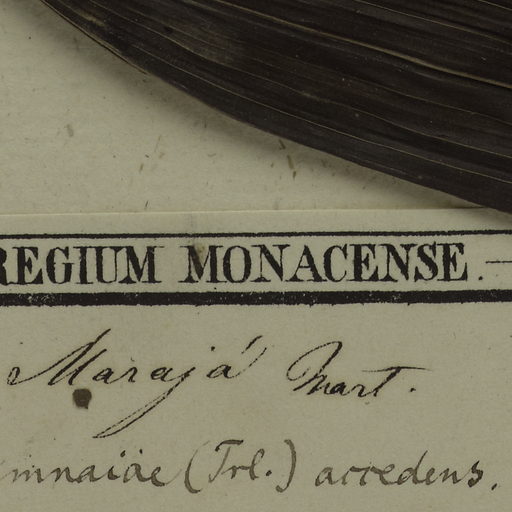 REGIUM MONACENSE.—
Marajá Mart.
mnaiae (Trl.) accedens.